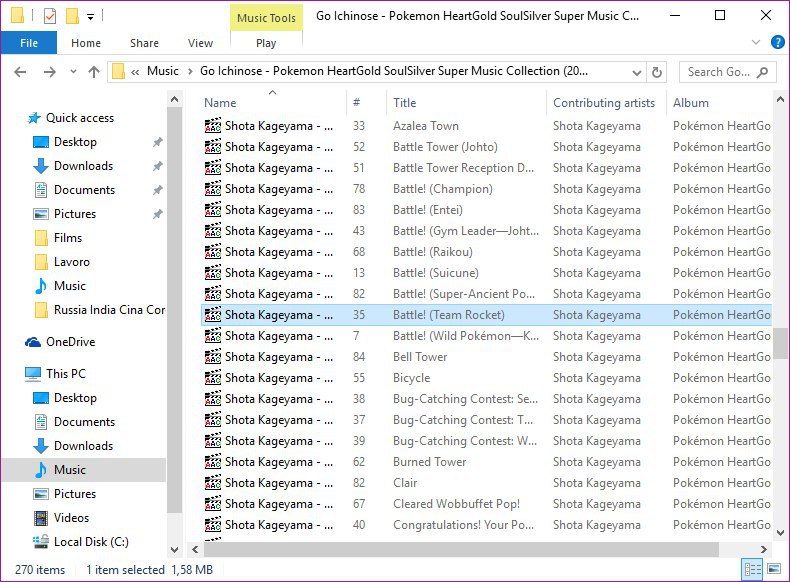 Music Tools
Go Ichinose - Pokemon HeartGold SoulSilver Super Music C...
File Home Share View Play
« Music › Go Ichinose - Pokemon HeartGold SoulSilver Super Music Collection (20...
Search Go...
Quick access
Desktop
Downloads
Documents
Pictures
Films
Lavoro
Music
Russia India Cina Cor
OneDrive
This PC
Desktop
Documents
Downloads
Music
Pictures
Videos
Local Disk (C:)
Name # Title Contributing artists Album
Shota Kageyama - ... 33 Azalea Town Shota Kageyama Pokémon HeartGo
Shota Kageyama - ... 52 Battle Tower (Johto) Shota Kageyama Pokémon HeartGo
Shota Kageyama - ... 51 Battle Tower Reception D... Shota Kageyama Pokémon HeartGo
Shota Kageyama - ... 78 Battle! (Champion) Shota Kageyama Pokémon HeartGo
Shota Kageyama - ... 83 Battle! (Entei) Shota Kageyama Pokémon HeartGo
Shota Kageyama - ... 43 Battle! (Gym Leader—Joht... Shota Kageyama Pokémon HeartGo
Shota Kageyama - ... 68 Battle! (Raikou) Shota Kageyama Pokémon HeartGo
Shota Kageyama - ... 13 Battle! (Suicune) Shota Kageyama Pokémon HeartGo
Shota Kageyama - ... 82 Battle! (Super-Ancient Po... Shota Kageyama Pokémon HeartGo
Shota Kageyama - ... 35 Battle! (Team Rocket) Shota Kageyama Pokémon HeartGo
Shota Kageyama - ... 7 Battle! (Wild Pokémon—K... Shota Kageyama Pokémon HeartGo
Shota Kageyama - ... 84 Bell Tower Shota Kageyama Pokémon HeartGo
Shota Kageyama - ... 55 Bicycle Shota Kageyama Pokémon HeartGo
Shota Kageyama - ... 38 Bug-Catching Contest: Se... Shota Kageyama Pokémon HeartGo
Shota Kageyama - ... 37 Bug-Catching Contest: T... Shota Kageyama Pokémon HeartGo
Shota Kageyama - ... 39 Bug-Catching Contest: W... Shota Kageyama Pokémon HeartGo
Shota Kageyama - ... 62 Burned Tower Shota Kageyama Pokémon HeartGo
Shota Kageyama - ... 82 Clair Shota Kageyama Pokémon HeartGo
Shota Kageyama - ... 67 Cleared Wobbuffet Pop! Shota Kageyama Pokémon HeartGo
Shota Kageyama - ... 40 Congratulations! Your Po... Shota Kageyama Pokémon HeartGo
270 items 1 item selected 1,58 MB